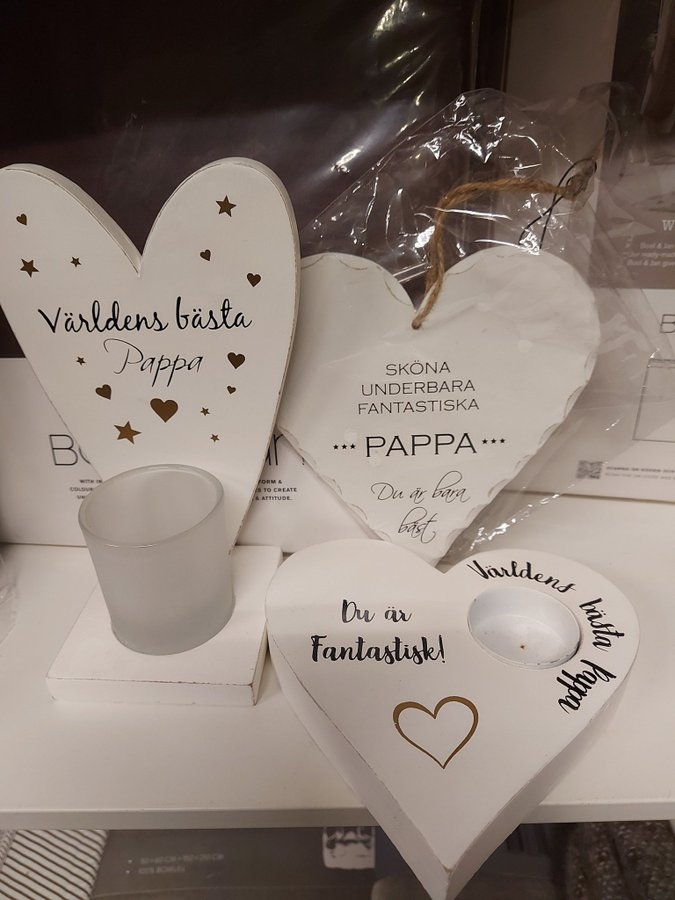 Världens bästa
Pappa
SKÖNA
UNDERBARA
FANTASTISKA
PAPPA
Du är bara
bäst
Du är
Fantastisk!
Världens bästa Pappa